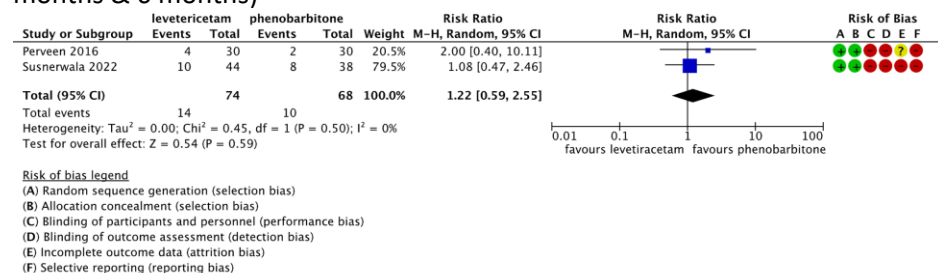 months & 6 months)
levetericetam phenobarbitone Risk Ratio Risk Ratio Risk of Bias
Study or Subgroup Events Total Events Total Weight M-H, Random, 95% CI M-H, Random, 95% CI A B C D E F
Perveen 2016 4 30 2 30 20.5% 2.00 [0.40, 10.11] + + - - ? -
Susnerwala 2022 10 44 8 38 79.5% 1.08 [0.47, 2.46] + + - - - -
Total (95% CI) 74 68 100.0% 1.22 [0.59, 2.55]
Total events 14 10
Heterogeneity: Tau² = 0.00; Chi² = 0.45, df = 1 (P = 0.50); I² = 0%
Test for overall effect: Z = 0.54 (P = 0.59)
0.01 0.1 1 10 100
favours levetiracetam favours phenobarbitone
Risk of bias legend
(A) Random sequence generation (selection bias)
(B) Allocation concealment (selection bias)
(C) Blinding of participants and personnel (performance bias)
(D) Blinding of outcome assessment (detection bias)
(E) Incomplete outcome data (attrition bias)
(F) Selective reporting (reporting bias)